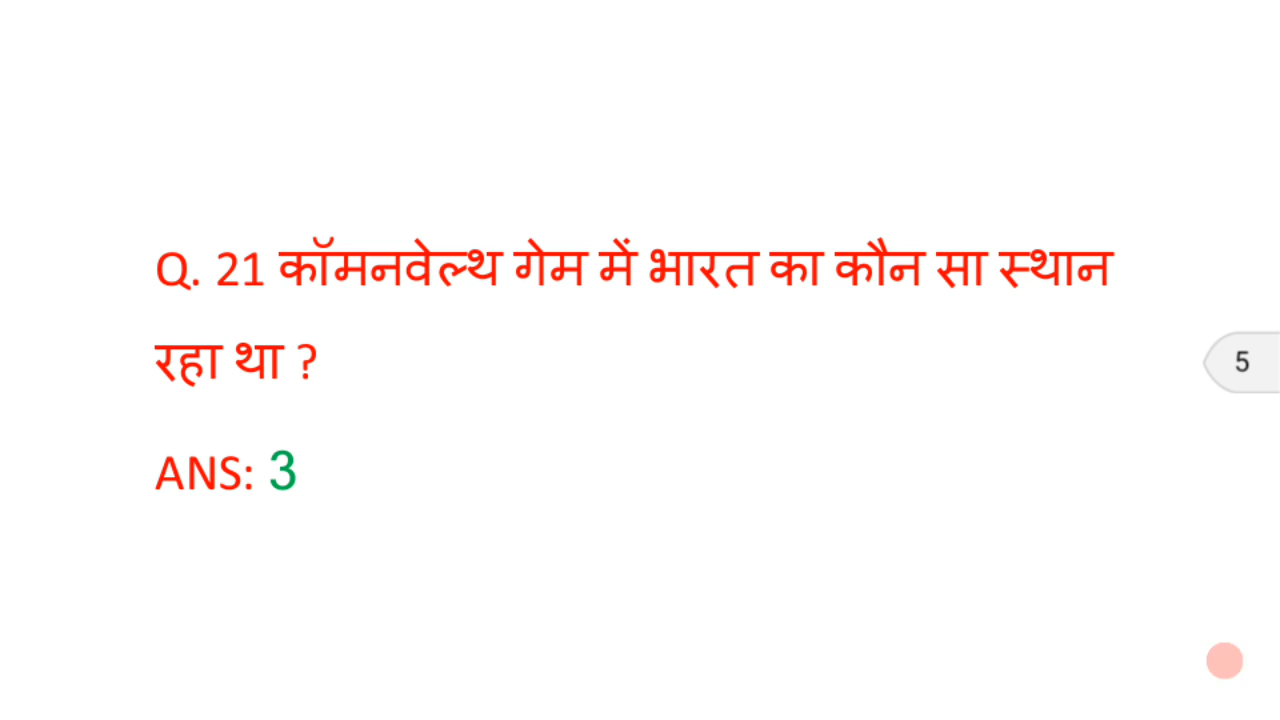 Q. 21 कॉमनवेल्थ गेम में भारत का कौन सा स्थान
रहा था ?
5
ANS: 3